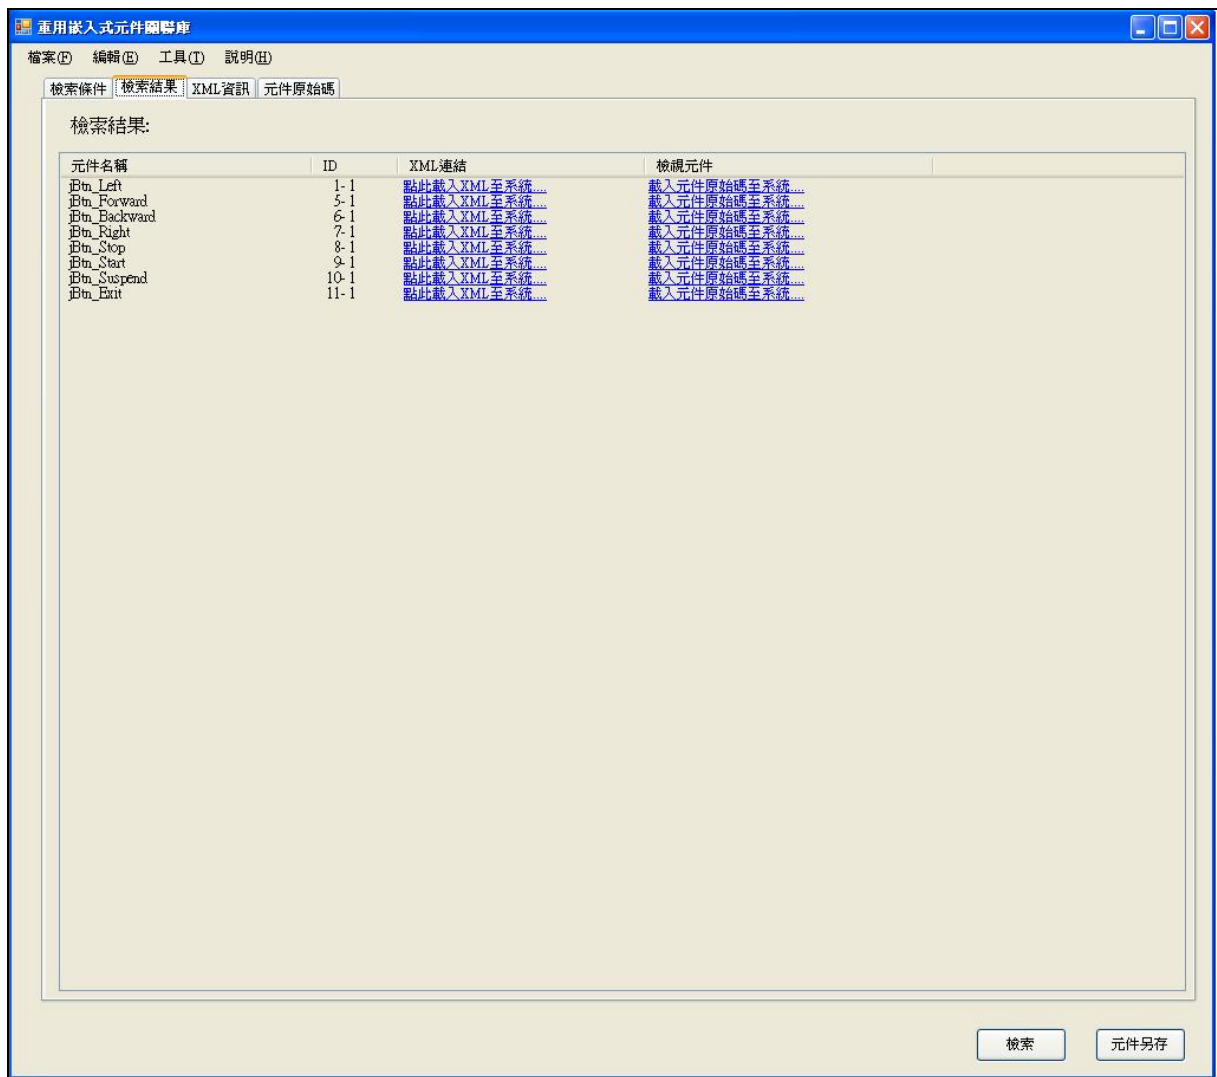 重用嵌入式元件關聯庫
檔案(F) 編輯(E) 工具(T) 說明(H)
檢索條件 檢索結果 XML資訊 元件原始碼
檢索結果:
元件名稱 ID XML連結 檢視元件
jBtn_Left 1- 1 點此載入XML至系統.... 載入元件原始碼至系統....
jBtn_Forward 5- 1 點此載入XML至系統.... 載入元件原始碼至系統....
jBtn_Backward 6- 1 點此載入XML至系統.... 載入元件原始碼至系統....
jBtn_Right 7- 1 點此載入XML至系統.... 載入元件原始碼至系統....
jBtn_Stop 8- 1 點此載入XML至系統.... 載入元件原始碼至系統....
jBtn_Start 9- 1 點此載入XML至系統.... 載入元件原始碼至系統....
jBtn_Suspend 10- 1 點此載入XML至系統.... 載入元件原始碼至系統....
jBtn_Exit 11- 1 點此載入XML至系統.... 載入元件原始碼至系統....
檢索 元件另存